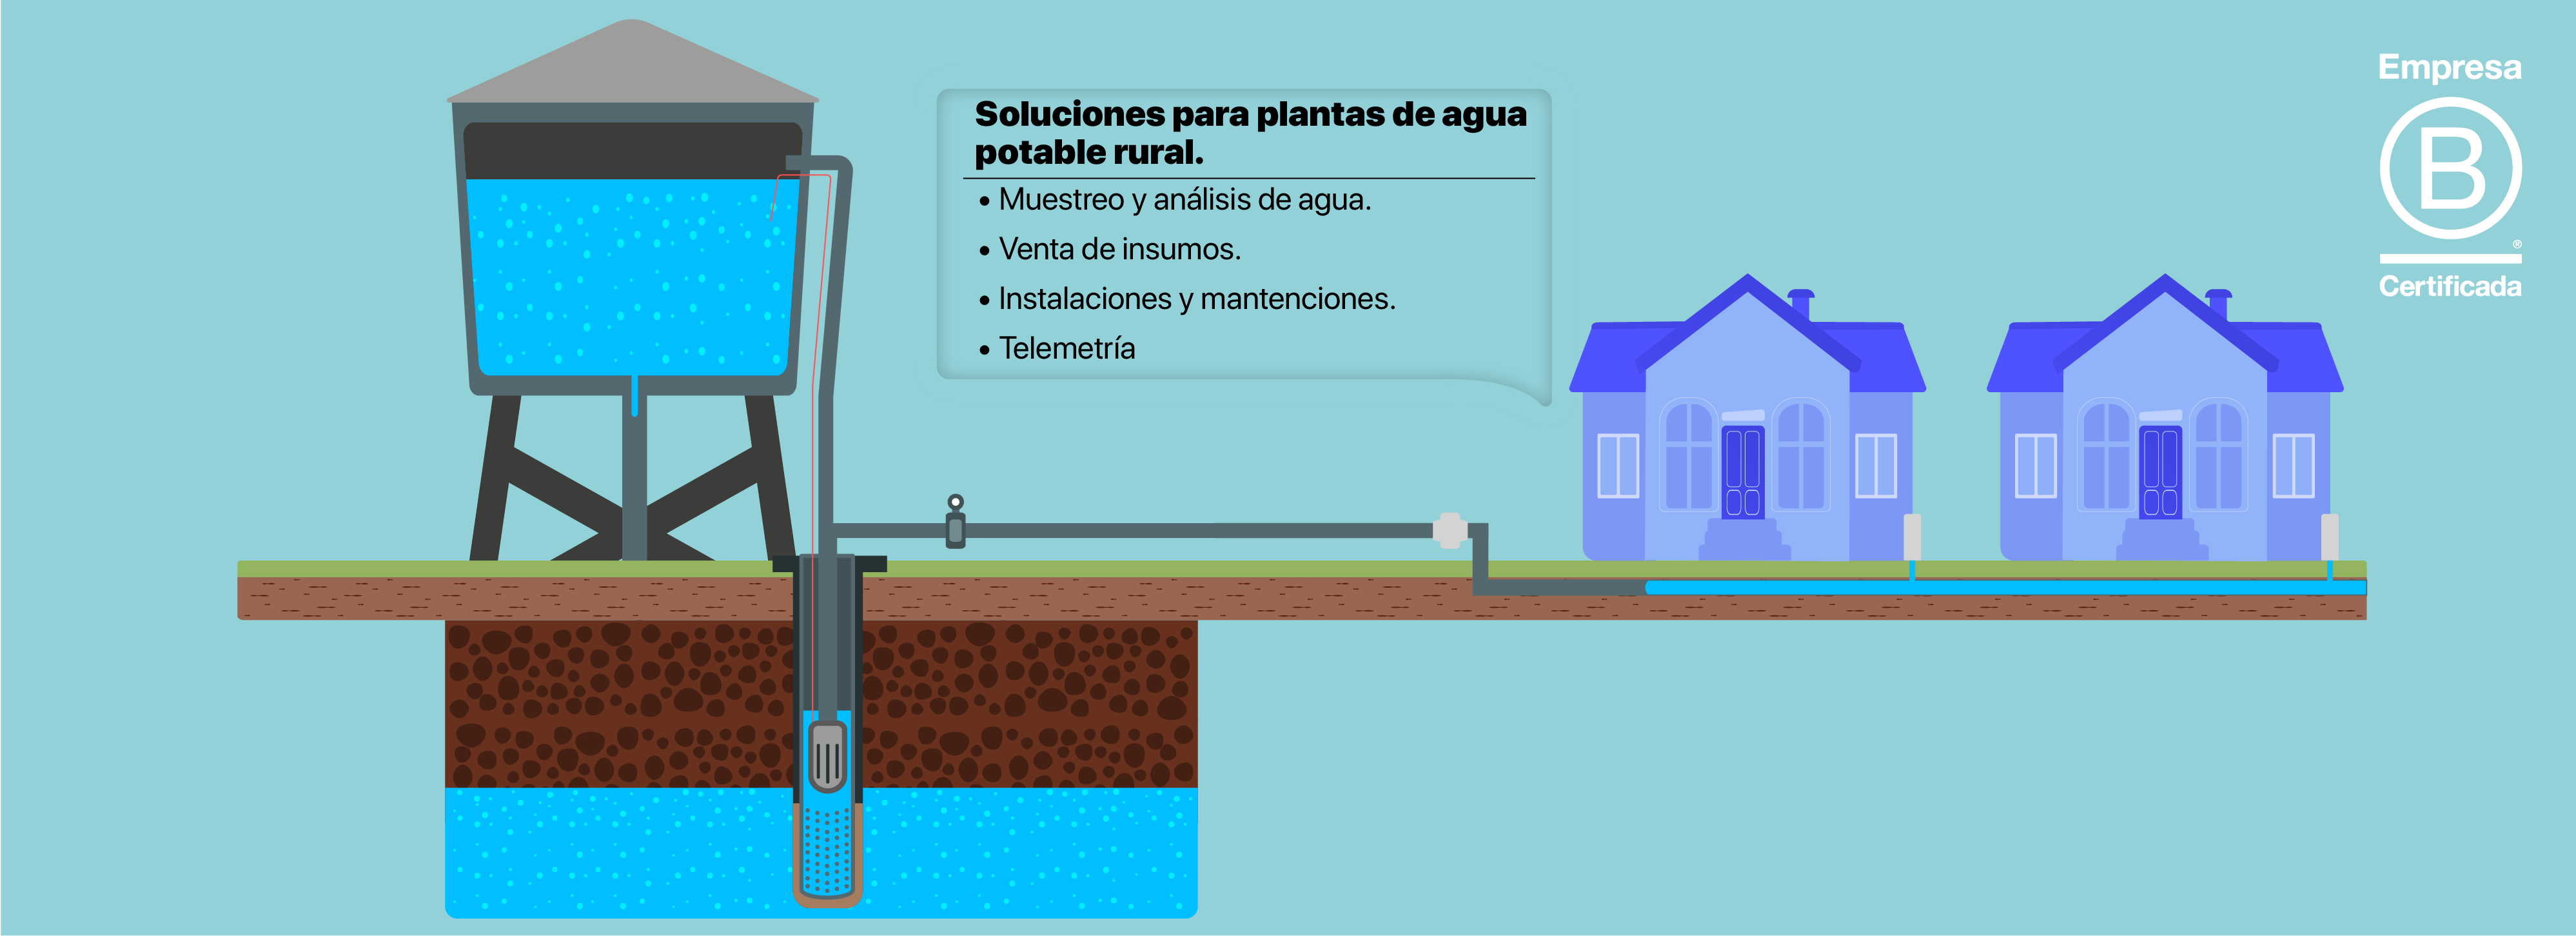 Soluciones para plantas de agua
potable rural.
• Muestreo y análisis de agua.
• Venta de insumos.
• Instalaciones y mantenciones.
• Telemetría
Empresa
B
®
Certificada